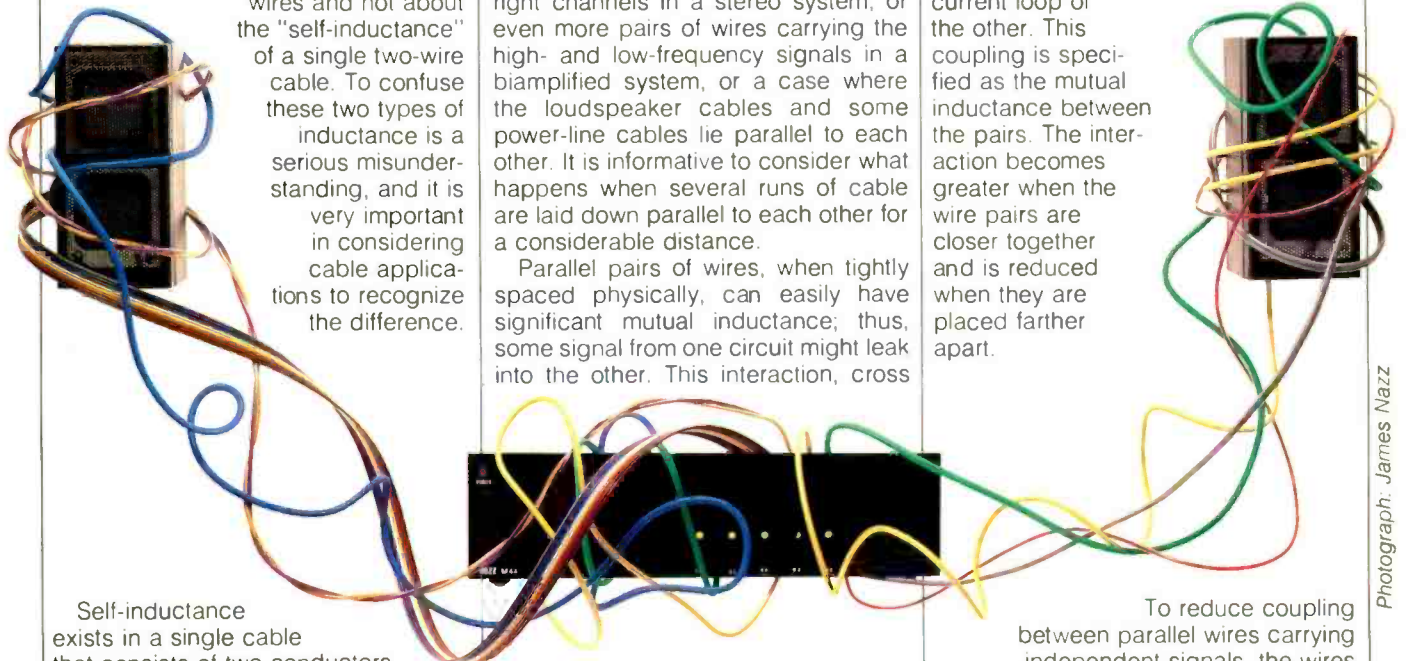 wires and not about
the "self-inductance"
of a single two-wire
cable. To confuse
these two types of
inductance is a
serious misunder-
standing, and it is
very important
in considering
cable applica-
tions to recognize
the difference.
Self-inductance
exists in a single cable
that consists of two conductors
right channels in a stereo system, or
even more pairs of wires carrying the
high- and low-frequency signals in a
biamplified system, or a case where
the loudspeaker cables and some
power-line cables lie parallel to each
other. It is informative to consider what
happens when several runs of cable
are laid down parallel to each other for
a considerable distance.
Parallel pairs of wires, when tightly
spaced physically, can easily have
significant mutual inductance; thus,
some signal from one circuit might leak
into the other. This interaction, cross
current loop of
the other. This
coupling is speci-
fied as the mutual
inductance between
the pairs. The inter-
action becomes
greater when the
wire pairs are
closer together
and is reduced
when they are
placed farther
apart.
To reduce coupling
between parallel wires carrying
independent signals, the wires
Photograph: James Nazz